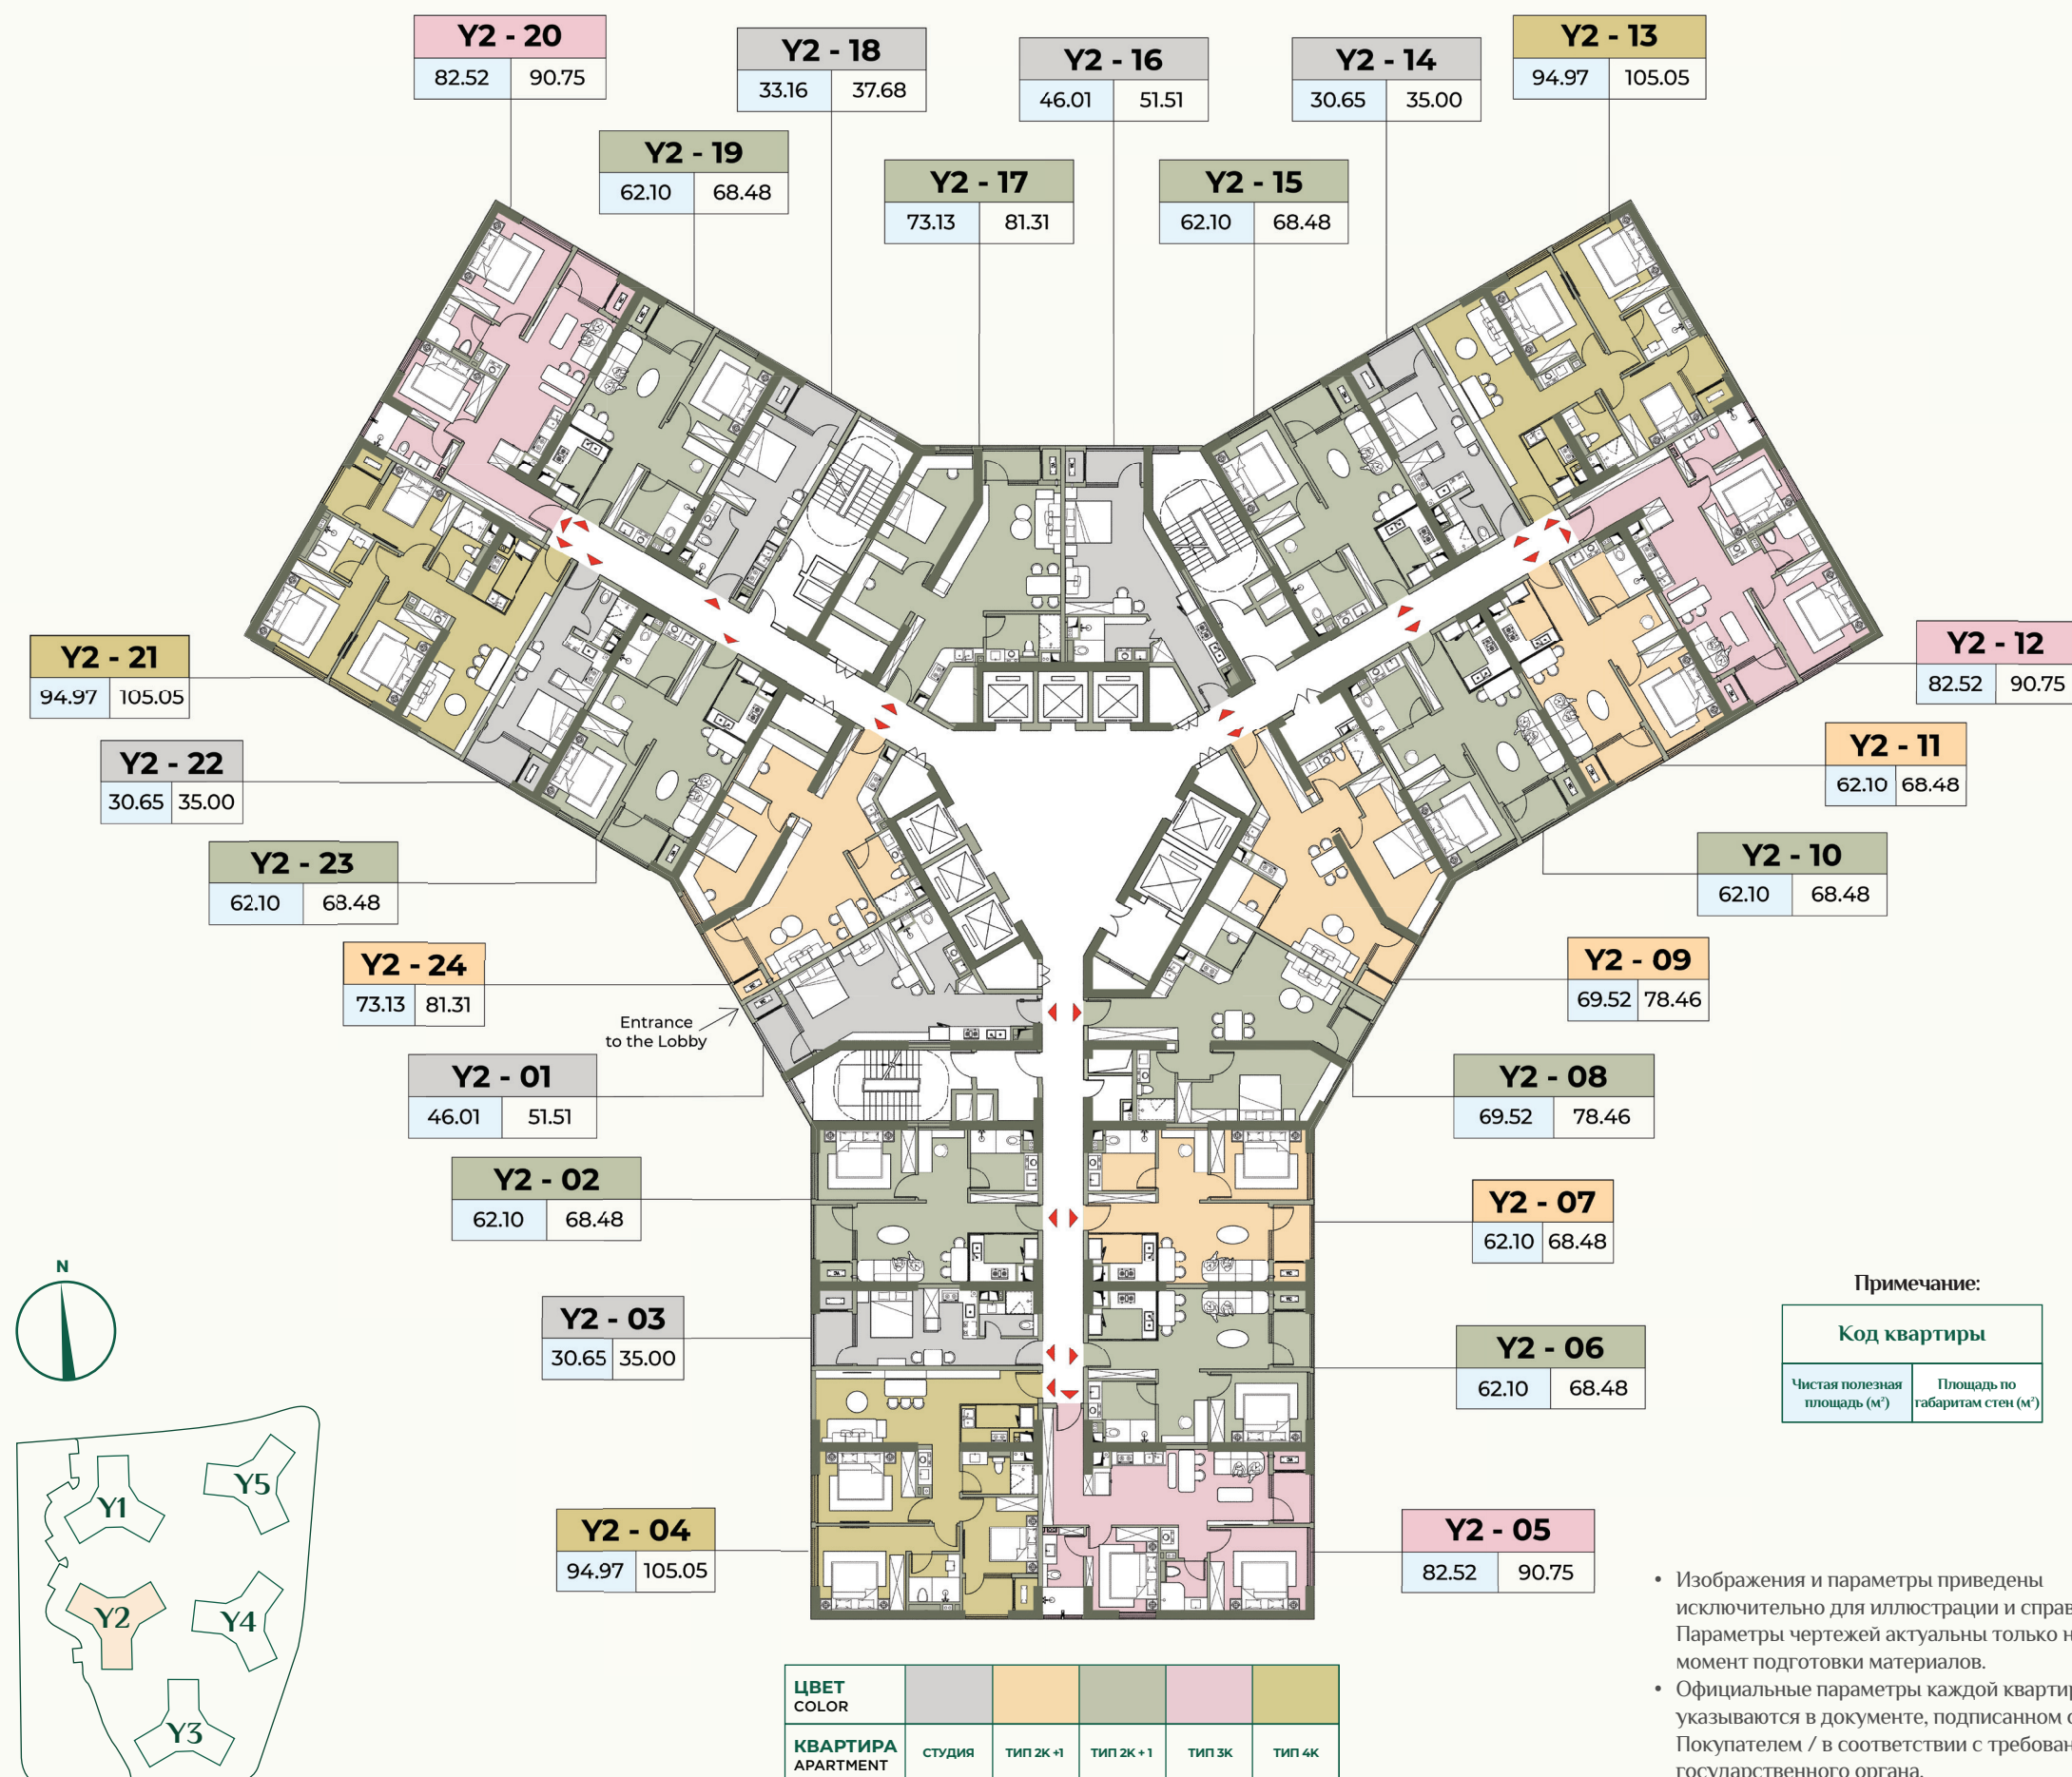 Y2 - 20
82.52 90.75
Y2 - 18
33.16 37.68
Y2 - 16
46.01 51.51
Y2 - 14
30.65 35.00
Y2 - 13
94.97 105.05
Y2 - 19
62.10 68.48
Y2 - 17
73.13 81.31
Y2 - 15
62.10 68.48
Y2 - 21
94.97 105.05
Y2 - 12
82.52 90.75
Y2 - 22
30.65 35.00
Y2 - 11
62.10 68.48
Y2 - 23
62.10 68.48
Y2 - 10
62.10 68.48
Y2 - 24
73.13 81.31
Y2 - 09
69.52 78.46
Entrance
to the Lobby
Y2 - 01
46.01 51.51
Y2 - 08
69.52 78.46
Y2 - 02
62.10 68.48
Y2 - 07
62.10 68.48
Y2 - 03
30.65 35.00
Y2 - 06
62.10 68.48
Y2 - 04
94.97 105.05
Y2 - 05
82.52 90.75
N
Y1
Y5
Y2
Y4
Y3
Примечание:
Код квартиры
Чистая полезная площадь (м²)
Площадь по габаритам стен (м²)
• Изображения и параметры приведены
исключительно для иллюстрации и
Параметры чертежей актуальны только
момент подготовки материалов.
• Официальные параметры каждой
указываются в документе, подписанном
Покупателем / в соответствии с
государственного органа.
ЦВЕТ
COLOR
КВАРТИРА СТУДИЯ ТИП 2К +1 ТИП 2К + 1 ТИП 3К ТИП 4К
APARTMENT